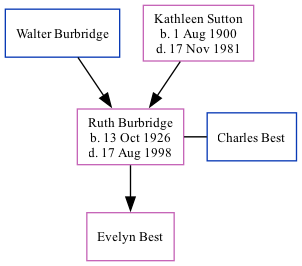 Walter Burbridge
Kathleen Sutton
b. 1 Aug 1900
d. 17 Nov 1981
Ruth Burbridge
b. 13 Oct 1926
d. 17 Aug 1998
Charles Best
Evelyn Best